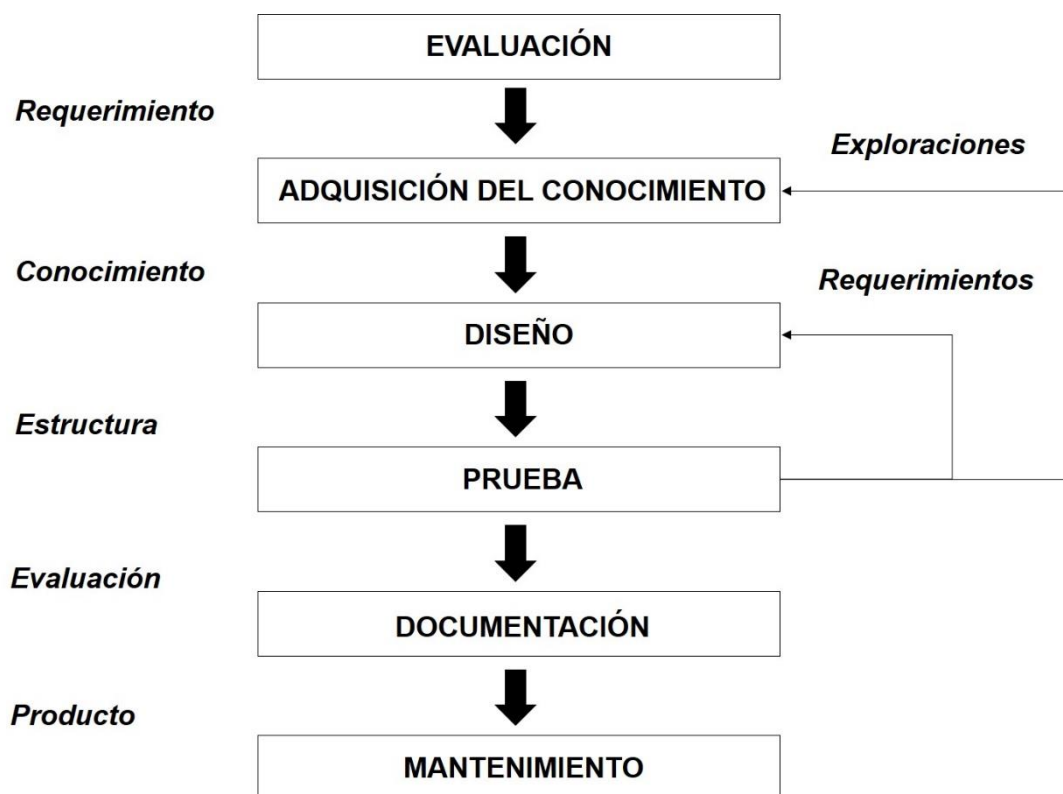 EVALUACIÓN
Requerimiento
Exploraciones
ADQUISICIÓN DEL CONOCIMIENTO
Conocimiento
Requerimientos
DISEÑO
Estructura
PRUEBA
Evaluación
DOCUMENTACIÓN
Producto
MANTENIMIENTO